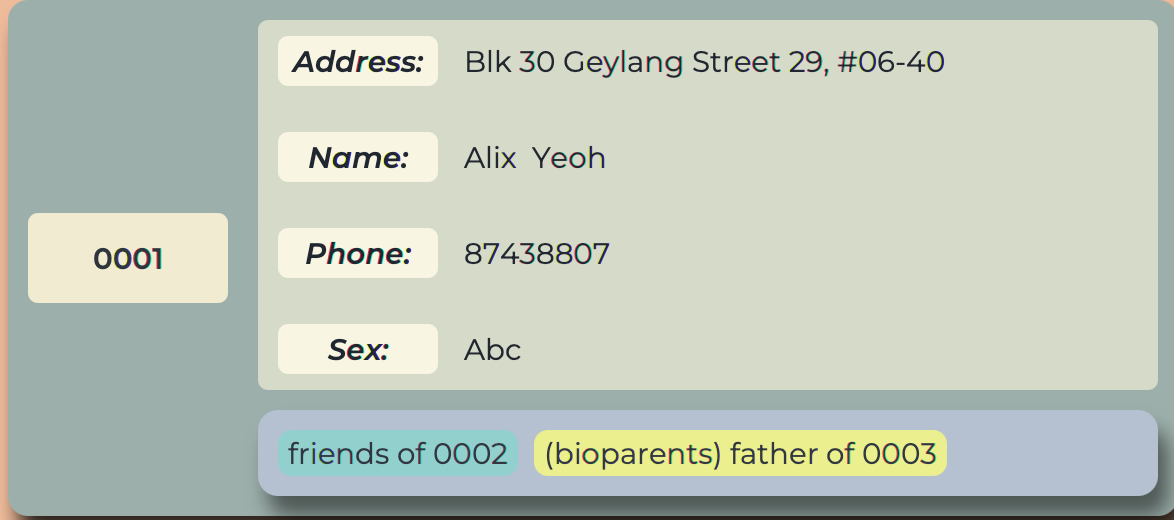 0001
Address: Blk 30 Geylang Street 29, #06-40
Name: Alix  Yeoh
Phone: 87438807
Sex: Abc
friends of 0002 (bioparents) father of 0003